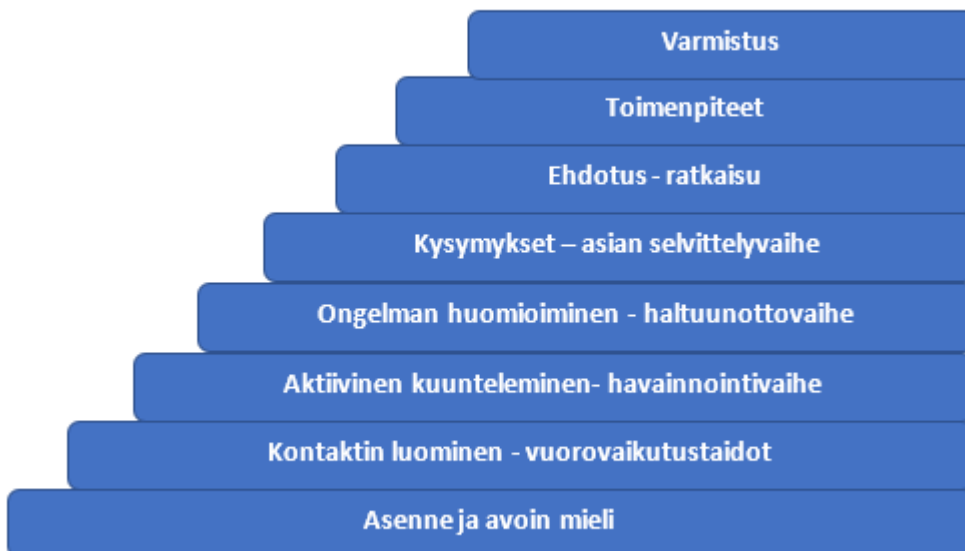 Varmistus
Toimenpiteet
Ehdotus - ratkaisu
Kysymykset – asian selvittelyvaihe
Ongelman huomioiminen - haltuunottovaihe
Aktiivinen kuunteleminen- havainnointivaihe
Kontaktin luominen - vuorovaikutustaidot
Asenne ja avoin mieli